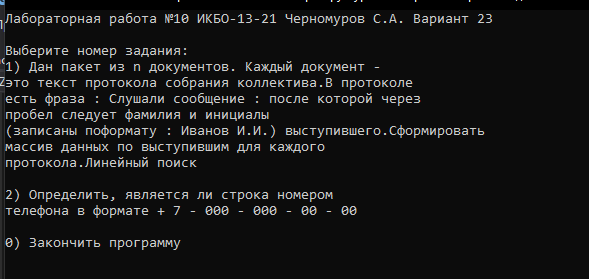 Лабораторная работа №10 ИКБО-13-21 Черномуров С.А. Вариант 23
Выберите номер задания:
1) Дан пакет из n документов. Каждый документ -
это текст протокола собрания коллектива.В протоколе
есть фраза : Слушали сообщение : после которой через
пробел следует фамилия и инициалы
(записаны поформату : Иванов И.И.) выступившего.Сформировать
массив данных по выступившим для каждого
протокола.Линейный поиск
2) Определить, является ли строка номером
телефона в формате + 7 - 000 - 000 - 00 - 00
0) Закончить программу